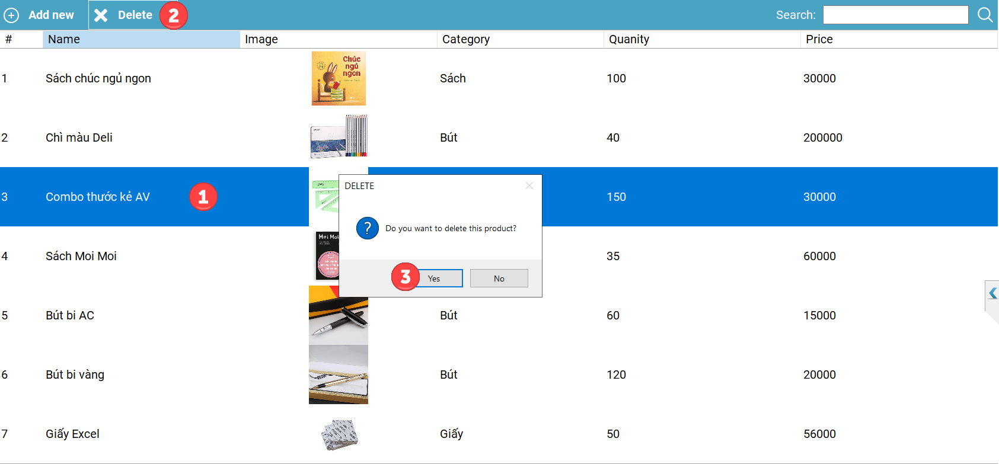 Add new Delete 2 Search:
# Name Image Category Quanity Price
Chúc
ngủ
ngon
1 Sách chúc ngủ ngon Sách 100 30000
2 Chì màu Deli Bút 40 200000
3 Combo thước kẻ AV 1 150 30000
DELETE
? Do you want to delete this product?
Moi Moi
4 Sách Moi Moi 35 60000
3 Yes No
5 Bút bi AC Bút 60 15000
6 Bút bi vàng Bút 120 20000
7 Giấy Excel Giấy 50 56000